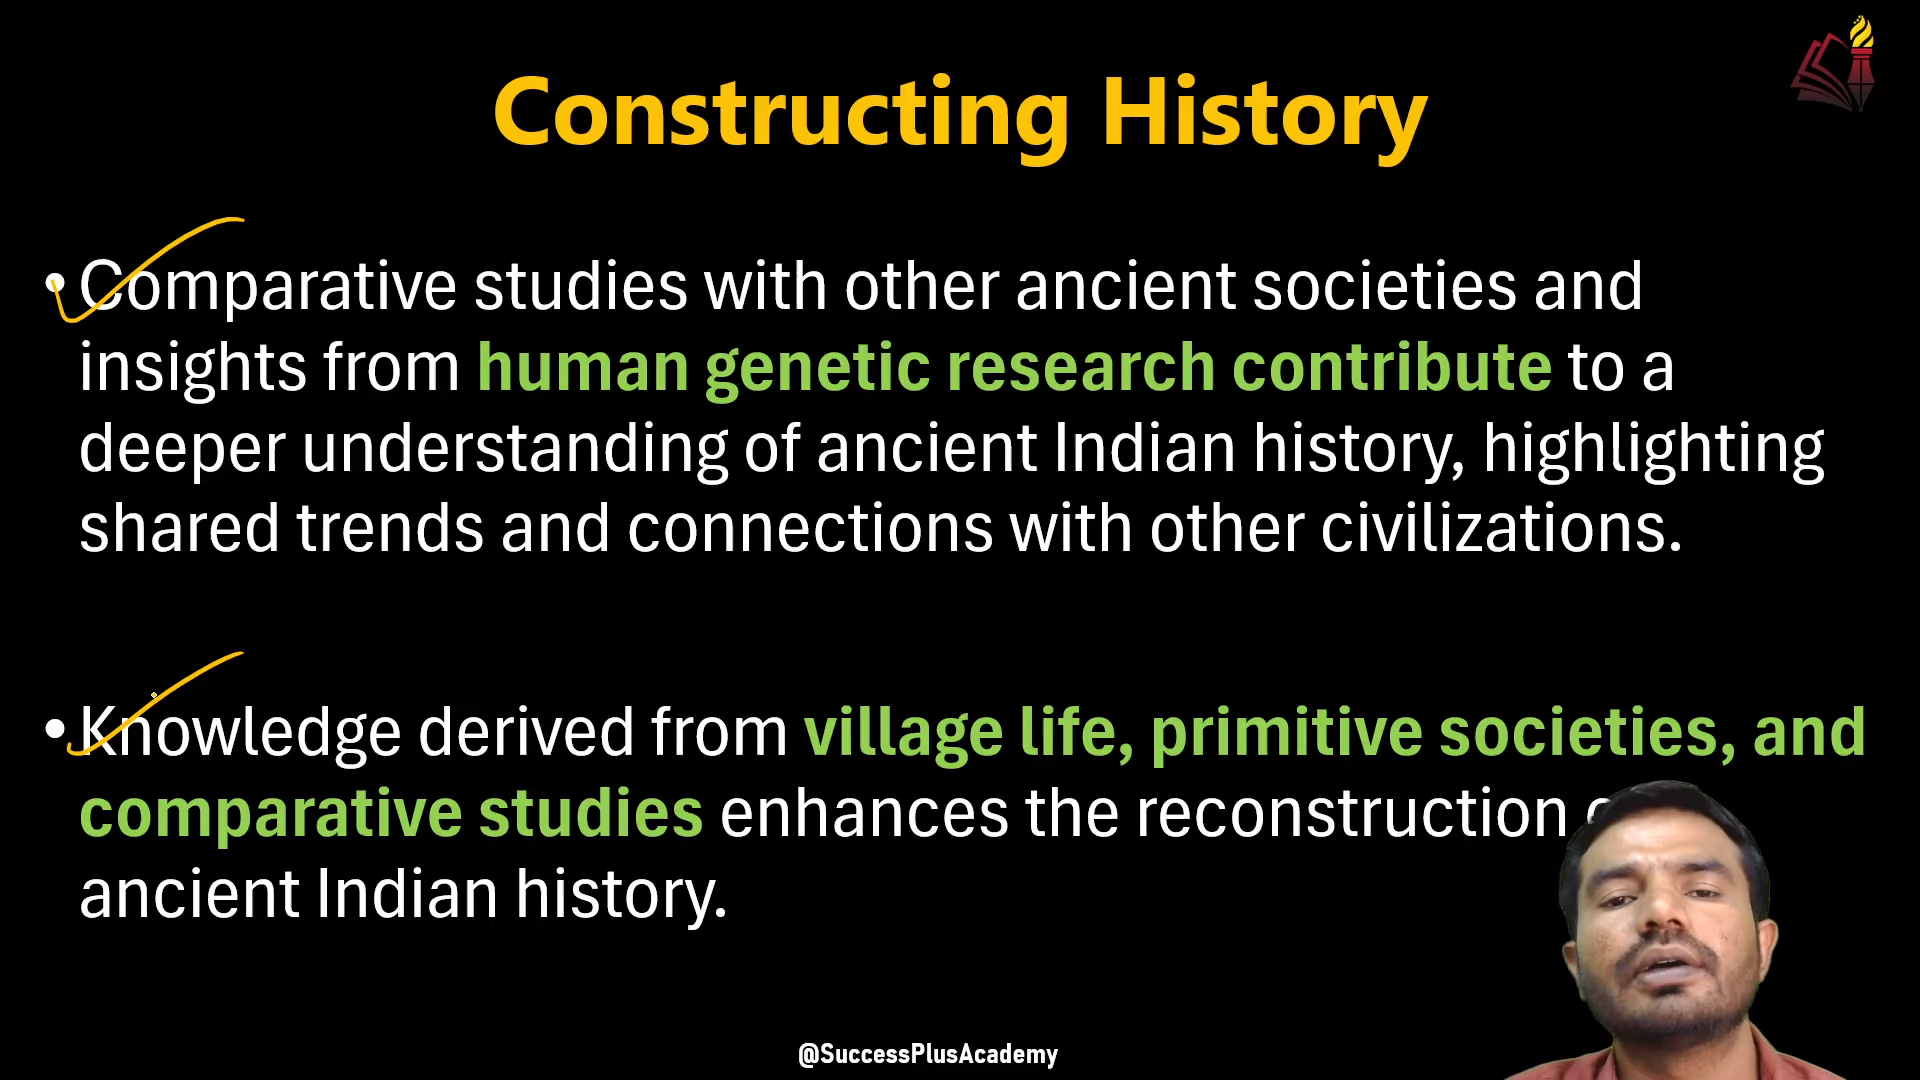 Constructing History
• Comparative studies with other ancient societies and
insights from human genetic research contribute to a
deeper understanding of ancient Indian history, highlighting
shared trends and connections with other civilizations.
• Knowledge derived from village life, primitive societies, and
comparative studies enhances the reconstruction
ancient Indian history.
@SuccessPlusAcademy